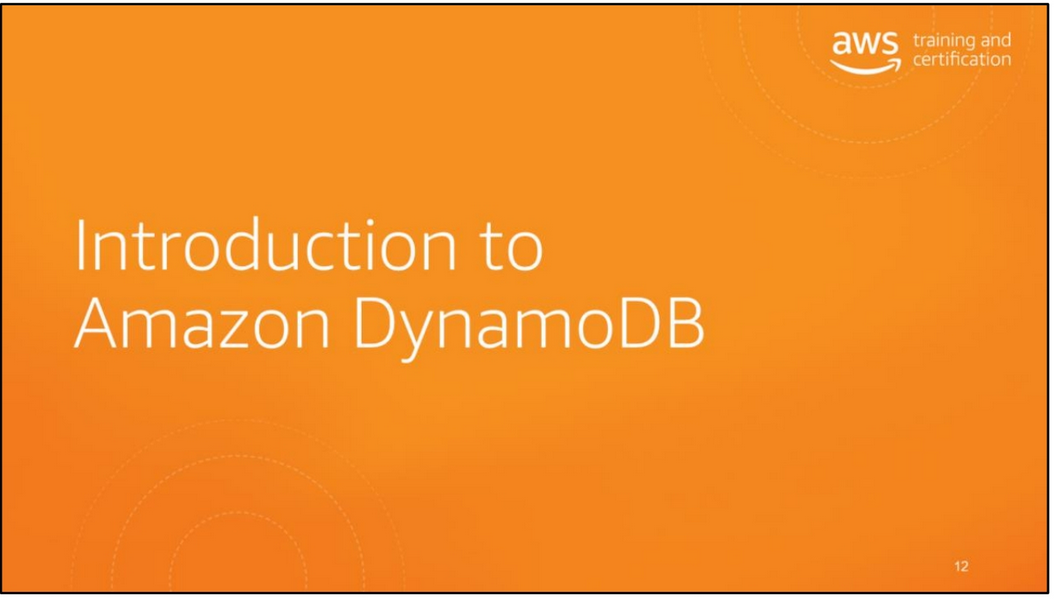 aws training and
certification
Introduction to
Amazon DynamoDB
12